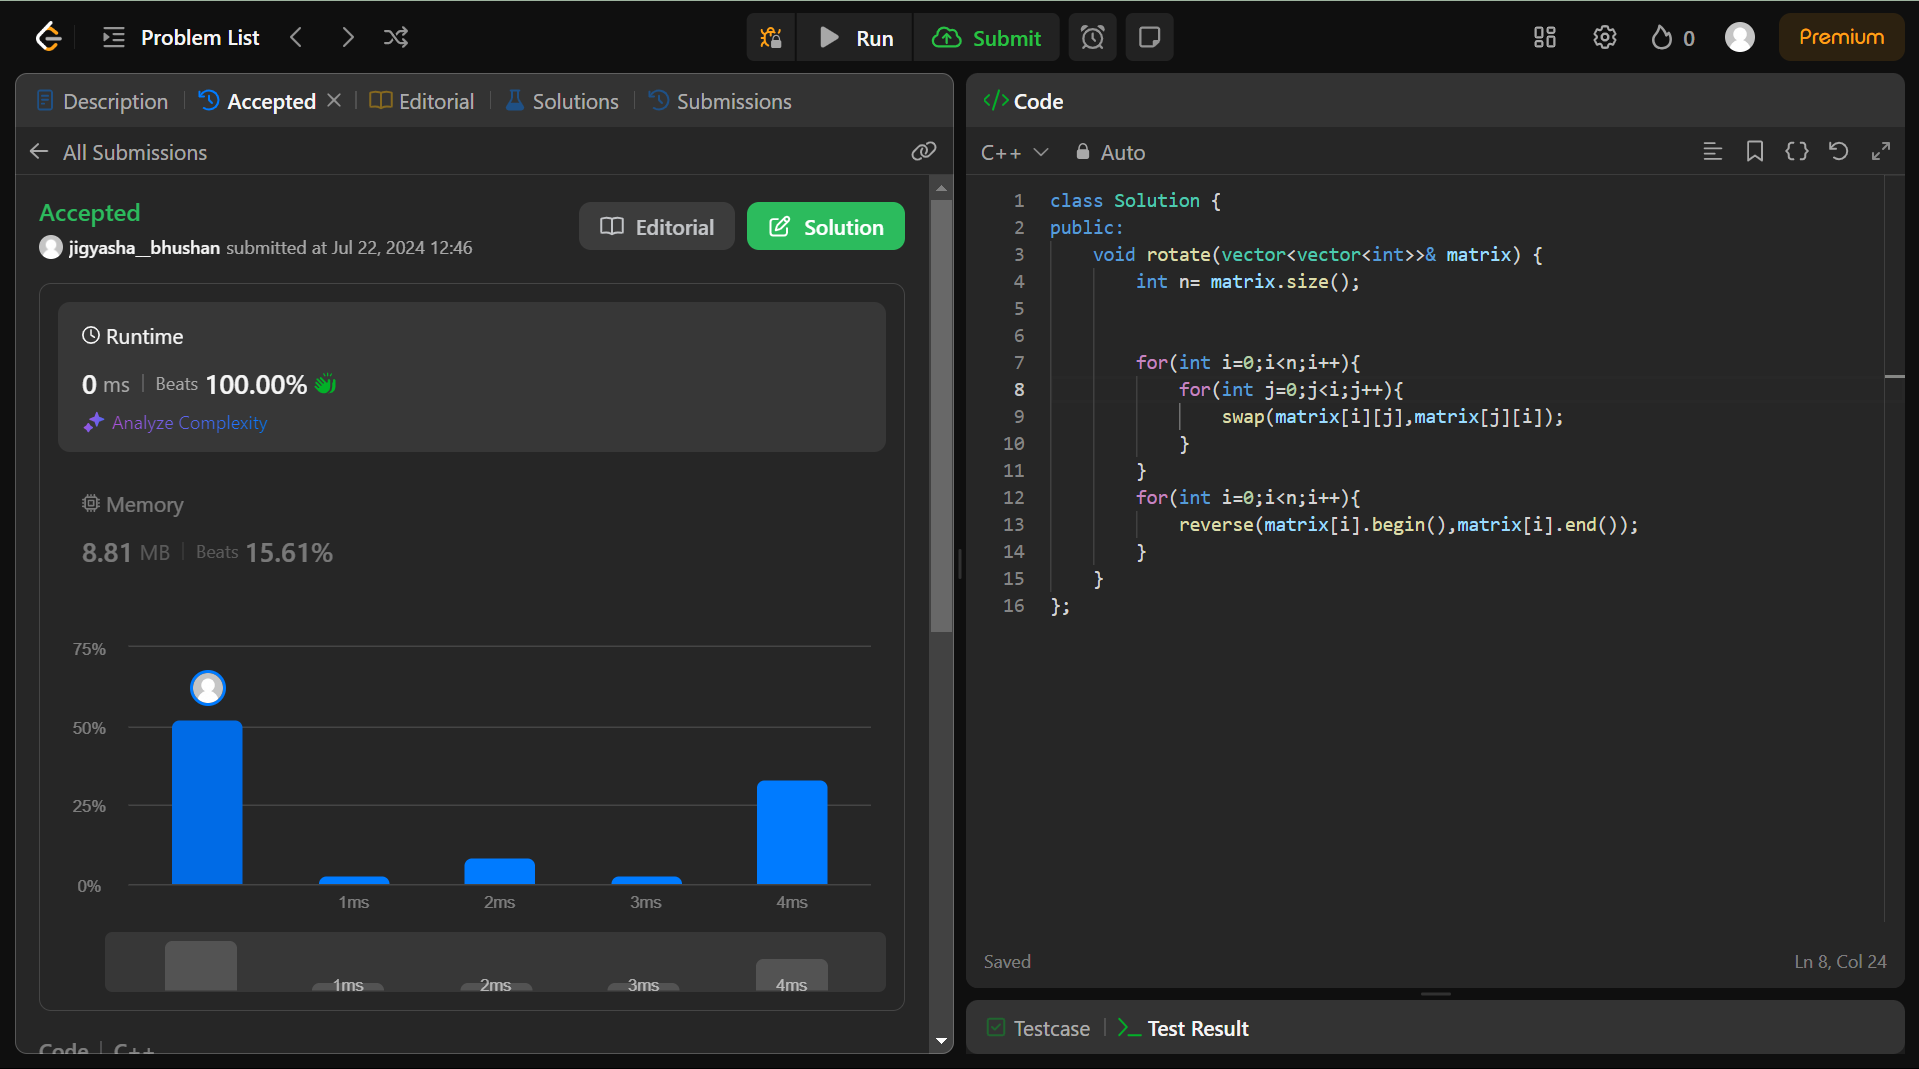 Problem List
Run
Submit
0
Premium
Description
Accepted
Editorial
Solutions
Submissions
All Submissions
Accepted
jigyasha__bhushan submitted at Jul 22, 2024 12:46
Editorial
Solution
Runtime
0 ms
Beats 100.00%
Analyze Complexity
Memory
8.81 MB
Beats 15.61%
75%
50%
25%
0%
1ms
2ms
3ms
4ms
1ms
2ms
3ms
4ms
Code
C++
</> Code
C++
Auto
1 class Solution {
2 public:
3     void rotate(vector<vector<int>>& matrix) {
4         int n= matrix.size();
5
6
7         for(int i=0;i<n;i++){
8             for(int j=0;j<i;j++){
9                 swap(matrix[i][j],matrix[j][i]);
10             }
11         }
12         for(int i=0;i<n;i++){
13             reverse(matrix[i].begin(),matrix[i].end());
14         }
15     }
16 };
Saved
Ln 8, Col 24
Testcase
Test Result